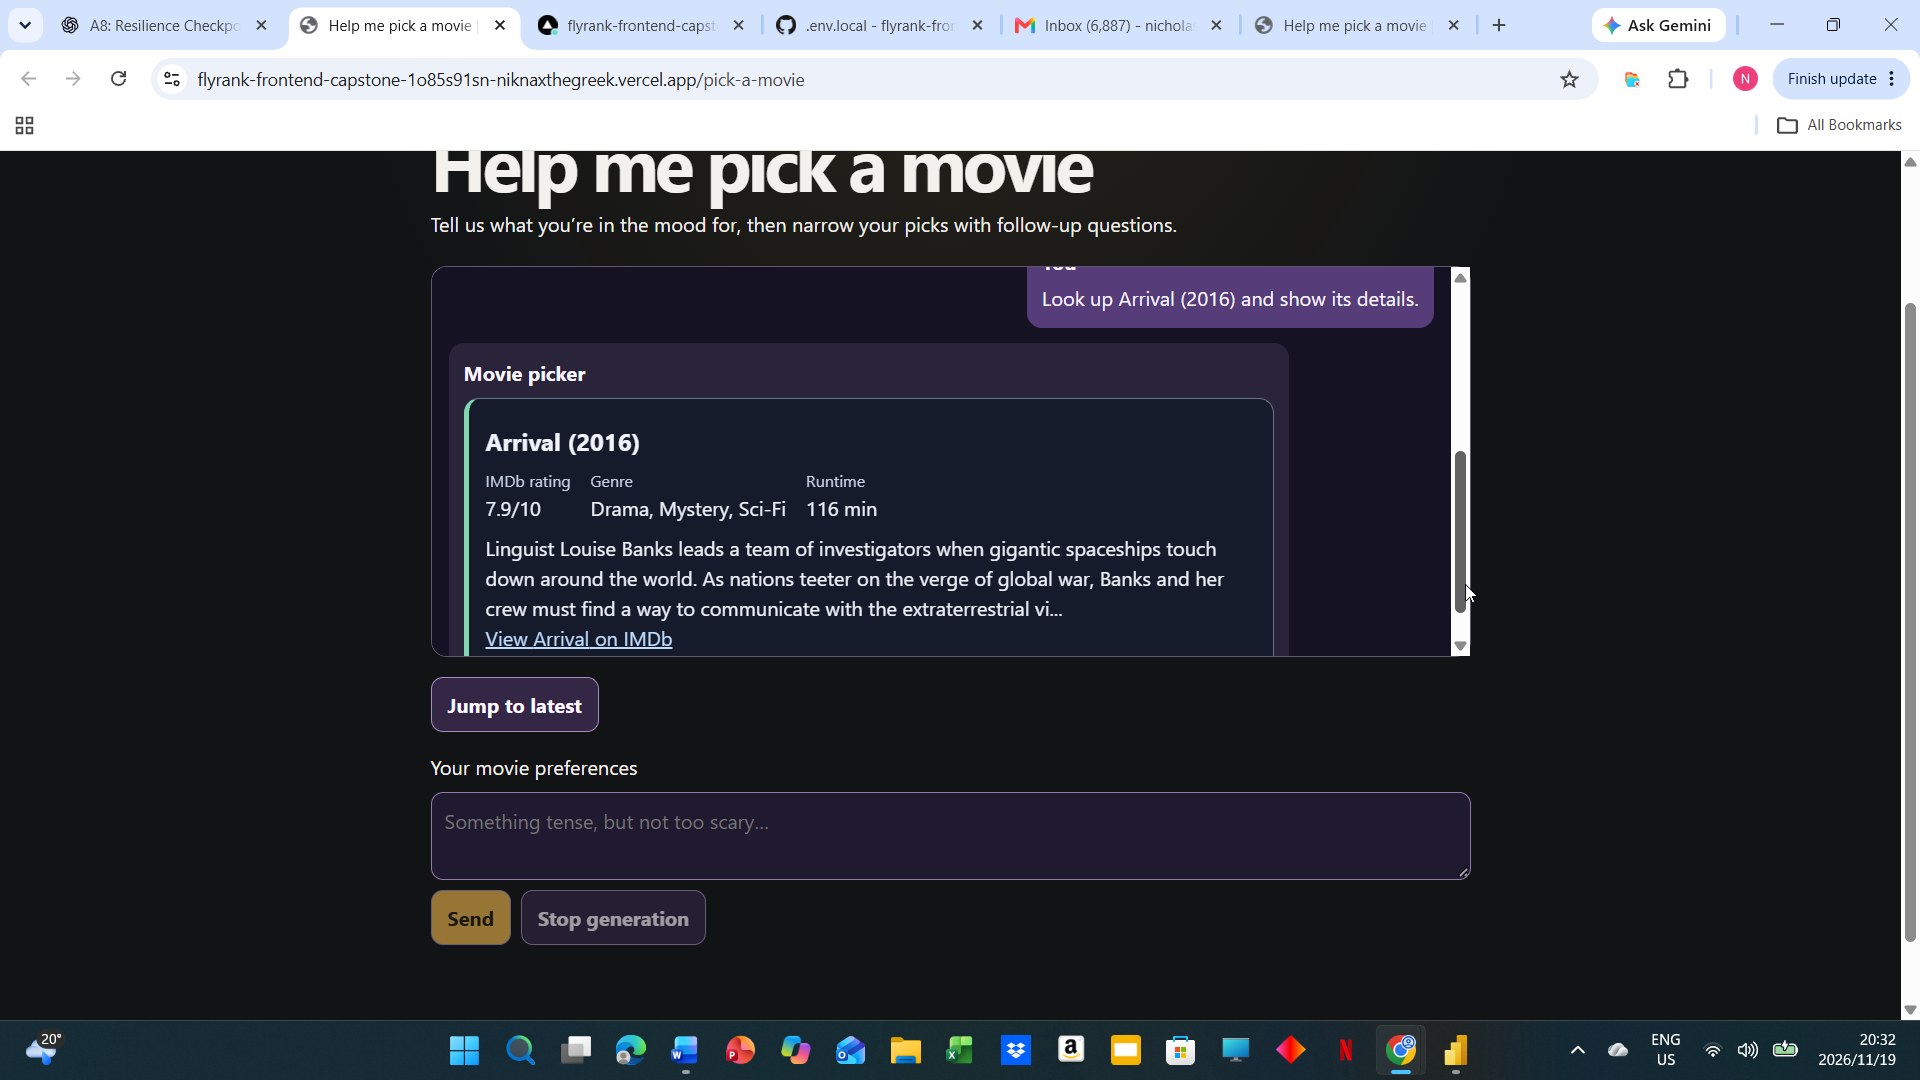 A8: Resilience Checkpo
Help me pick a movie
flyrank-frontend-capst
.env.local - flyrank-fron
Inbox (6,887) - nichola
Help me pick a movie
Ask Gemini
flyrank-frontend-capstone-1o85s91sn-niknaxthegreek.vercel.app/pick-a-movie
N
Finish update
All Bookmarks
Help me pick a movie
Tell us what you're in the mood for, then narrow your picks with follow-up questions.
You
Look up Arrival (2016) and show its details.
Movie picker
Arrival (2016)
IMDb rating Genre Runtime
7.9/10 Drama, Mystery, Sci-Fi 116 min
Linguist Louise Banks leads a team of investigators when gigantic spaceships touch
down around the world. As nations teeter on the verge of global war, Banks and her
crew must find a way to communicate with the extraterrestrial vi...
View Arrival on IMDb
Jump to latest
Your movie preferences
Something tense, but not too scary...
Send Stop generation
20°
ENG
US
20:32
2026/11/19